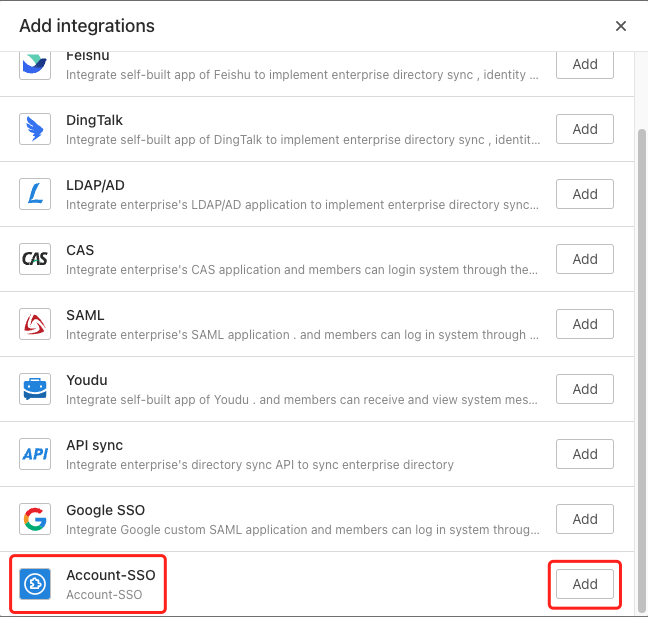 Add integrations
Feishu
Integrate self-built app of Feishu to implement enterprise directory sync , identity ...
Add
DingTalk
Integrate self-built app of DingTalk to implement enterprise directory sync , identit...
Add
LDAP/AD
Integrate enterprise's LDAP/AD application to implement enterprise directory sync...
Add
CAS
CAS
Integrate enterprise's CAS application and members can login system through the...
Add
SAML
Integrate enterprise's SAML application . and members can log in system through ...
Add
Youdu
Integrate self-built app of Youdu . and members can receive and view system mes...
Add
API
API sync
Integrate enterprise's directory sync API to sync enterprise directory
Add
Google SSO
Integrate Google custom SAML application and members can log in system throug...
Add
Account-SSO
Account-SSO
Add